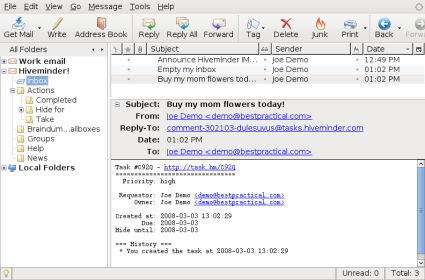 File Edit View Go Message Tools Help
Get Mail Write Address Book Reply Reply All Forward Tag Delete Junk Print Back
All Folders Subject Sender Date
Work email
Hiveminder!
Inbox
Actions
Completed
Hide for
Take
Braindum...ailboxes
Groups
Help
News
Local Folders
Announce Hiveminder IM... Joe Demo 12:49 PM
Empty my inbox Joe Demo 01:02 PM
Buy my mom flowers tod... Joe Demo 01:02 PM
Subject: Buy my mom flowers today!
From: Joe Demo <demo@bestpractical.com>
Reply-To: comment-302103-dulesuvus@tasks.hiveminder.com
Date: 01:02 PM
To: Joe Demo <demo@bestpractical.com>
Task #C92Q - http://task.hm/C92Q
==============================
Priority: high
Requestor: Joe Demo <demo@bestpractical.com>
Owner: Joe Demo <demo@bestpractical.com>
Created at: 2008-03-03 13:02:29
Due: 2008-03-03
Hide until: 2008-03-03
=== History ===
* You created the task at 2008-03-03 13:02:29
Unread: 0 Total: 3